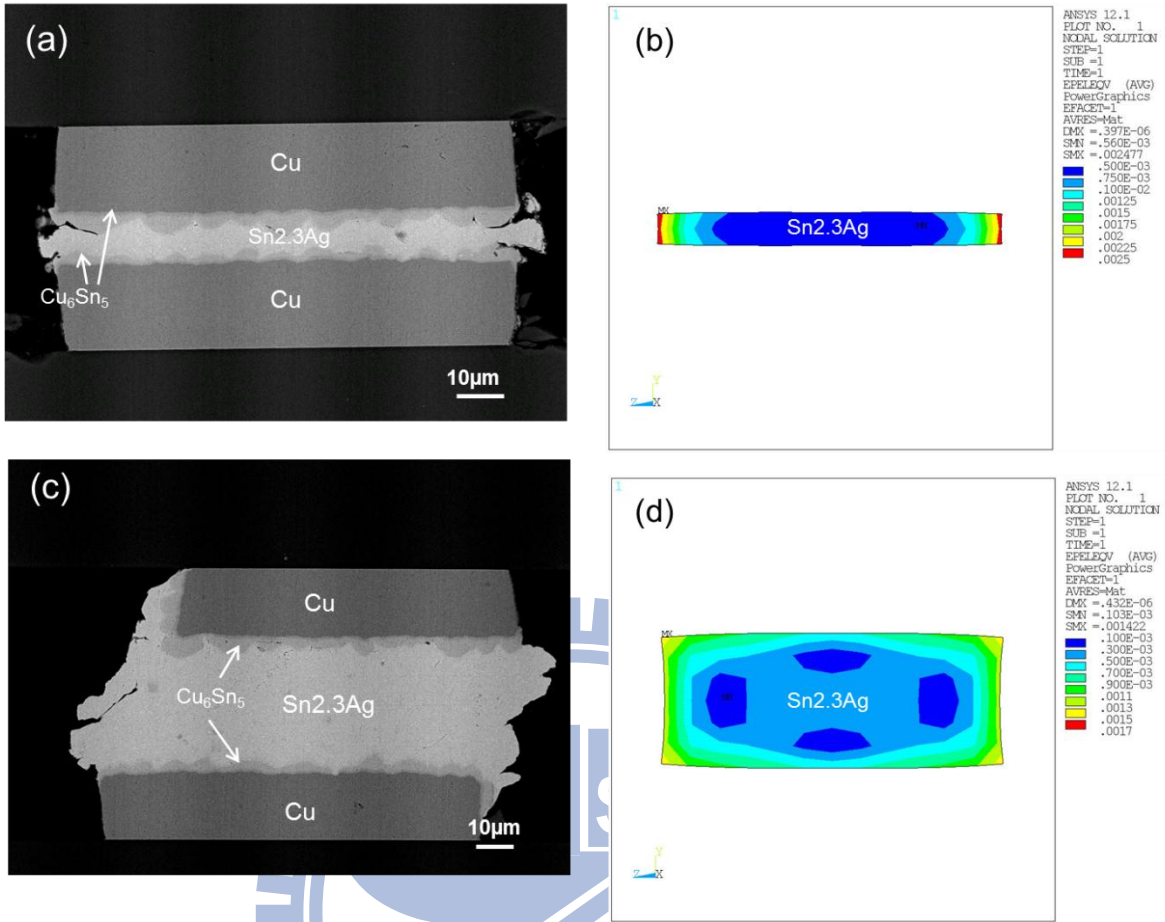 (a)
Cu
Sn2.3Ag
Cu₆Sn₅
Cu
10μm
1
(b)
MX
Sn2.3Ag
Y
Z X
ANSYS 12.1
PLOT NO. 1
NODAL SOLUTION
STEP=1
SUB =1
TIME=1
EPELEQV (AVG)
PowerGraphics
EFACET=1
AVRES=Mat
DMX =.397E-06
SMN =.560E-03
SMX =.002477
.500E-03
.750E-03
.100E-02
.00125
.0015
.00175
.002
.00225
.0025
(c)
Cu
Cu₆Sn₅
Sn2.3Ag
Cu
10μm
S
1
(d)
MX
MN
Sn2.3Ag
Y
Z X
ANSYS 12.1
PLOT NO. 1
NODAL SOLUTION
STEP=1
SUB =1
TIME=1
EPELEQV (AVG)
PowerGraphics
EFACET=1
AVRES=Mat
DMX =.432E-06
SMN =.103E-03
SMX =.001422
.100E-03
.300E-03
.500E-03
.700E-03
.900E-03
.0011
.0013
.0015
.0017